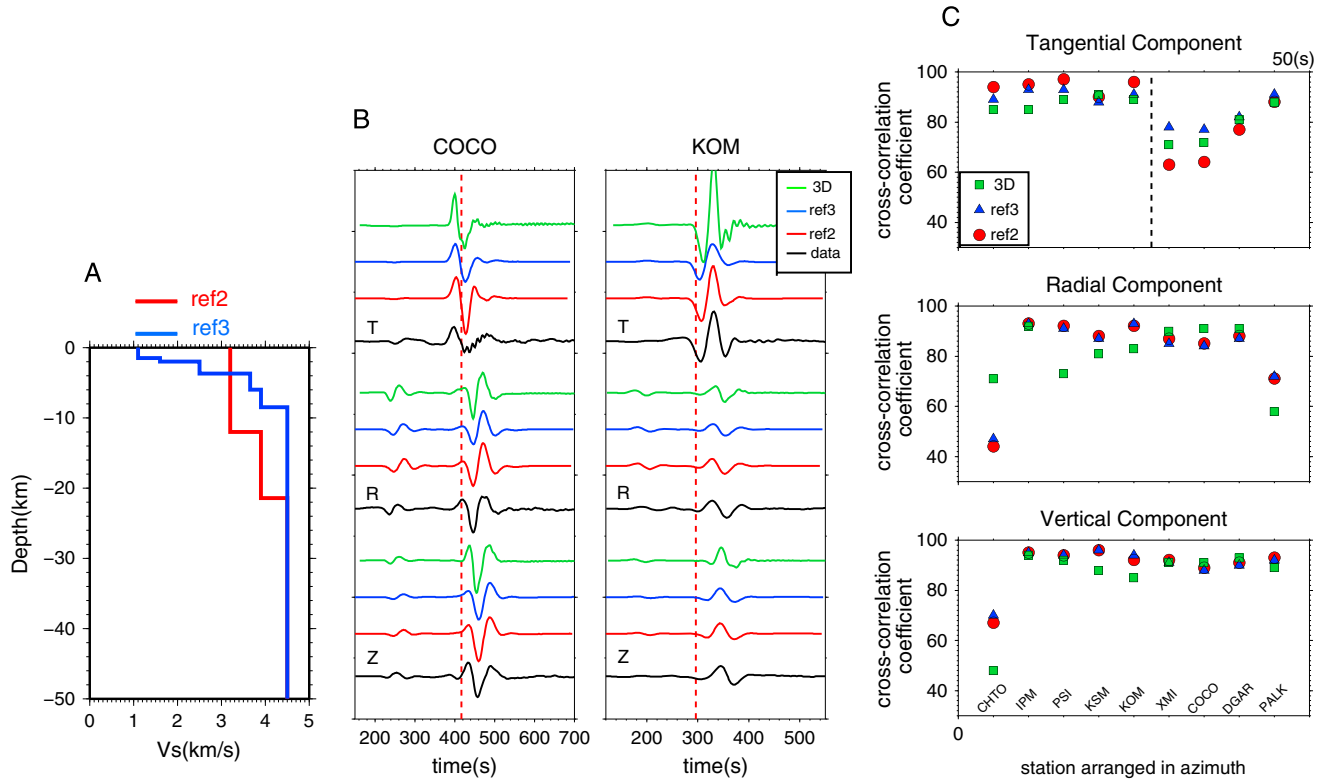 A
ref2
ref3
0
−10
−20
−30
−40
−50
Depth(km)
0 1 2 3 4 5
Vs(km/s)
B
COCO
KOM
3D
ref3
ref2
data
T
R
Z
T
R
Z
200 300 400 500 600 700
time(s)
200 300 400 500
time(s)
C
Tangential Component
50(s)
100
80
60
40
cross-correlation
coefficient
3D
ref3
ref2
Radial Component
100
80
60
40
cross-correlation
coefficient
Vertical Component
100
80
60
40
cross-correlation
coefficient
CHTO
IPM
PSI
KSM
KOM
XMI
COCO
DGAR
PALK
0
station arranged in azimuth